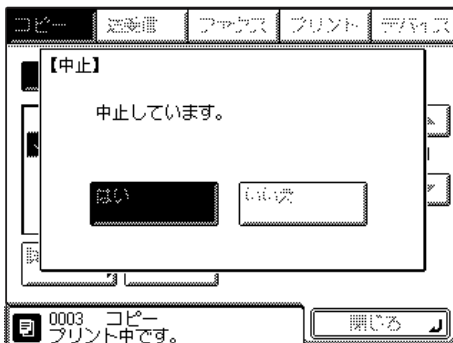 コピー 送受信 ファクス プリント デバイス
【中止】
中止しています。
はい いいえ
0003 コピー
プリント中です。
閉じる